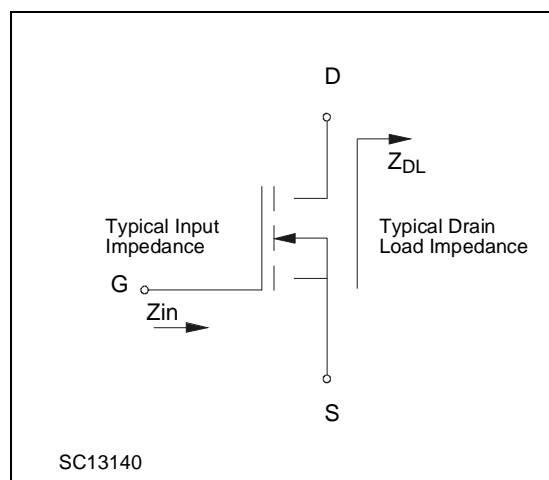 D
Z_DL
Typical Input
Impedance
Typical Drain
Load Impedance
G
Zin
S
SC13140